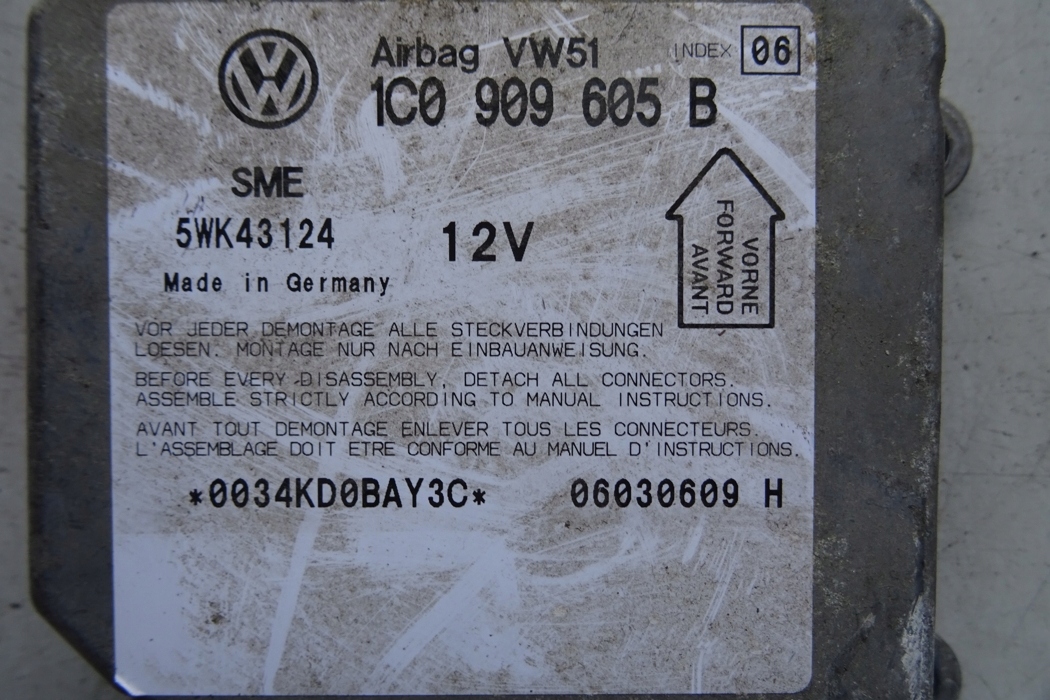 Airbag VW51 INDEX 06
1C0 909 605 B
SME
5WK43124 12V
Made in Germany
VORNE
FORWARD
AVANT
VOR JEDER DEMONTAGE ALLE STECKVERBINDUNGEN
LOESEN. MONTAGE NUR NACH EINBAUANWEISUNG.
BEFORE EVERY DISASSEMBLY, DETACH ALL CONNECTORS.
ASSEMBLE STRICTLY ACCORDING TO MANUAL INSTRUCTIONS.
AVANT TOUT DEMONTAGE ENLEVER TOUS LES CONNECTEURS.
L'ASSEMBLAGE DOIT ETRE CONFORME AU MANUEL D'INSTRUCTIONS.
*0034KD0BAY3C* 06030609 H